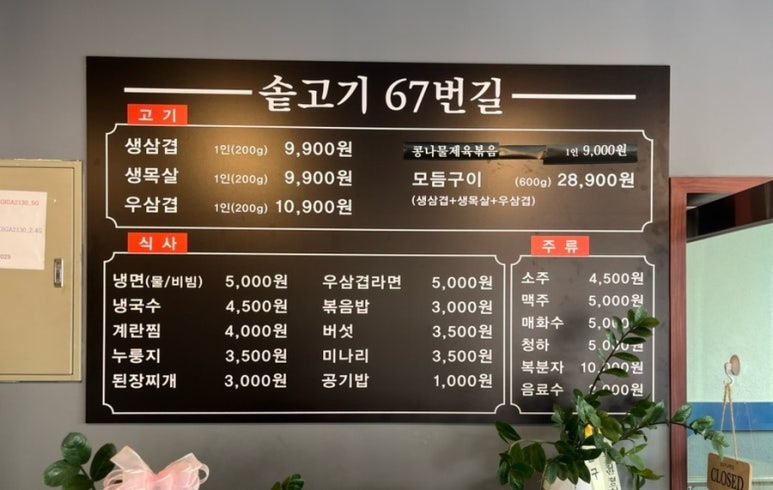 솥고기 67번길
고기
생삼겹 1인(200g) 9,900원
생목살 1인(200g) 9,900원
우삼겹 1인(200g) 10,900원
콩나물제육볶음 1인 9,000원
모듬구이 (600g) 28,900원
(생삼겹+생목살+우삼겹)
식사
냉면(물/비빔) 5,000원
냉국수 4,500원
계란찜 4,000원
누룽지 3,500원
된장찌개 3,000원
우삼겹라면 5,000원
볶음밥 3,000원
버섯 3,500원
미나리 3,500원
공기밥 1,000원
주류
소주 4,500원
맥주 5,000원
매화수
청하
복분자
음료수
CLOSED